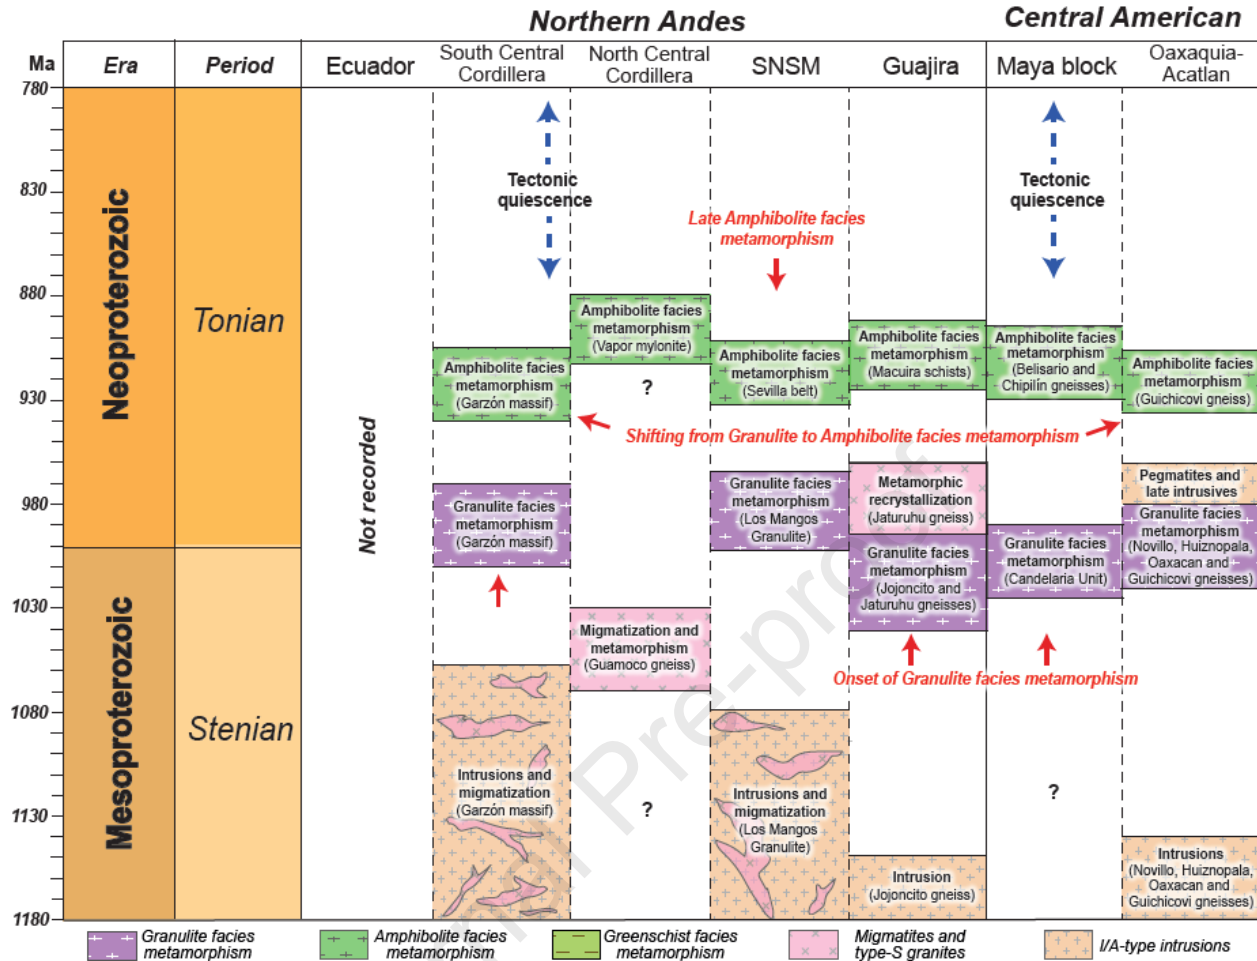 Northern Andes
Central American
Ma
Era
Period
Ecuador
South Central
Cordillera
North Central
Cordillera
SNSM
Guajira
Maya block
Oaxaquia-
Acatlan
780
830
880
930
980
1030
1080
1130
1180
Neoproterozoic
Mesoproterozoic
Tonian
Stenian
Not recorded
Tectonic
quiescence
Amphibolite facies
metamorphism
(Garzón massif)
Granulite facies
metamorphism
(Garzón massif)
Intrusions and
migmatization
(Garzón massif)
Amphibolite facies
metamorphism
(Vapor mylonite)
?
Migmatization and
metamorphism
(Guamoco gneiss)
?
Late Amphibolite facies
metamorphism
Amphibolite facies
metamorphism
(Sevilla belt)
Shifting from Granulite to Amphibolite facies metamorphism
Granulite facies
metamorphism
(Los Mangos
Granulite)
Intrusions and
migmatization
(Los Mangos
Granulite)
Amphibolite facies
metamorphism
(Macuira schists)
Metamorphic
recrystallization
(Jaturuhu gneiss)
Granulite facies
metamorphism
(Jojoncito and
Jaturuhu gneisses)
Onset of Granulite facies metamorphism
Intrusion
(Jojoncito gneiss)
Tectonic
quiescence
Amphibolite facies
metamorphism
(Belisario and
Chipilín gneisses)
Granulite facies
metamorphism
(Candelaria Unit)
?
Amphibolite facies
metamorphism
(Guichicovi gneiss)
Pegmatites and
late intrusives
Granulite facies
metamorphism
(Novillo, Huiznopala,
Oaxacan and
Guichicovi gneisses)
Intrusions
(Novillo, Huiznopala,
Oaxacan and
Guichicovi gneisses)
Granulite facies
metamorphism
Amphibolite facies
metamorphism
Greenschist facies
metamorphism
Migmatites and
type-S granites
I/A-type intrusions
Pre-proof